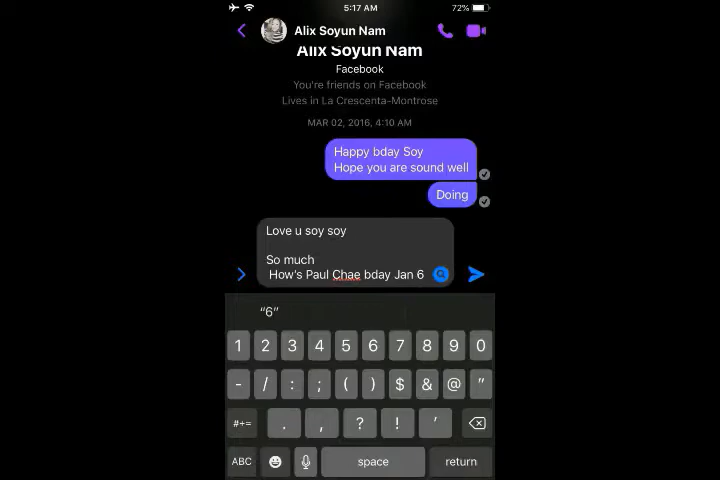 5:17 AM
72%
Alix Soyun Nam
Alix Soyun Nam
Facebook
You're friends on Facebook
Lives in La Crescenta-Montrose
MAR 02, 2016, 4:10 AM
Happy bday Soy
Hope you are sound well
Doing
Love u soy soy
So much
How's Paul Chae bday Jan 6
"6"
1 2 3 4 5 6 7 8 9 0
- / : ; ( ) $ & @ "
#+= . , ? ! '
ABC space return